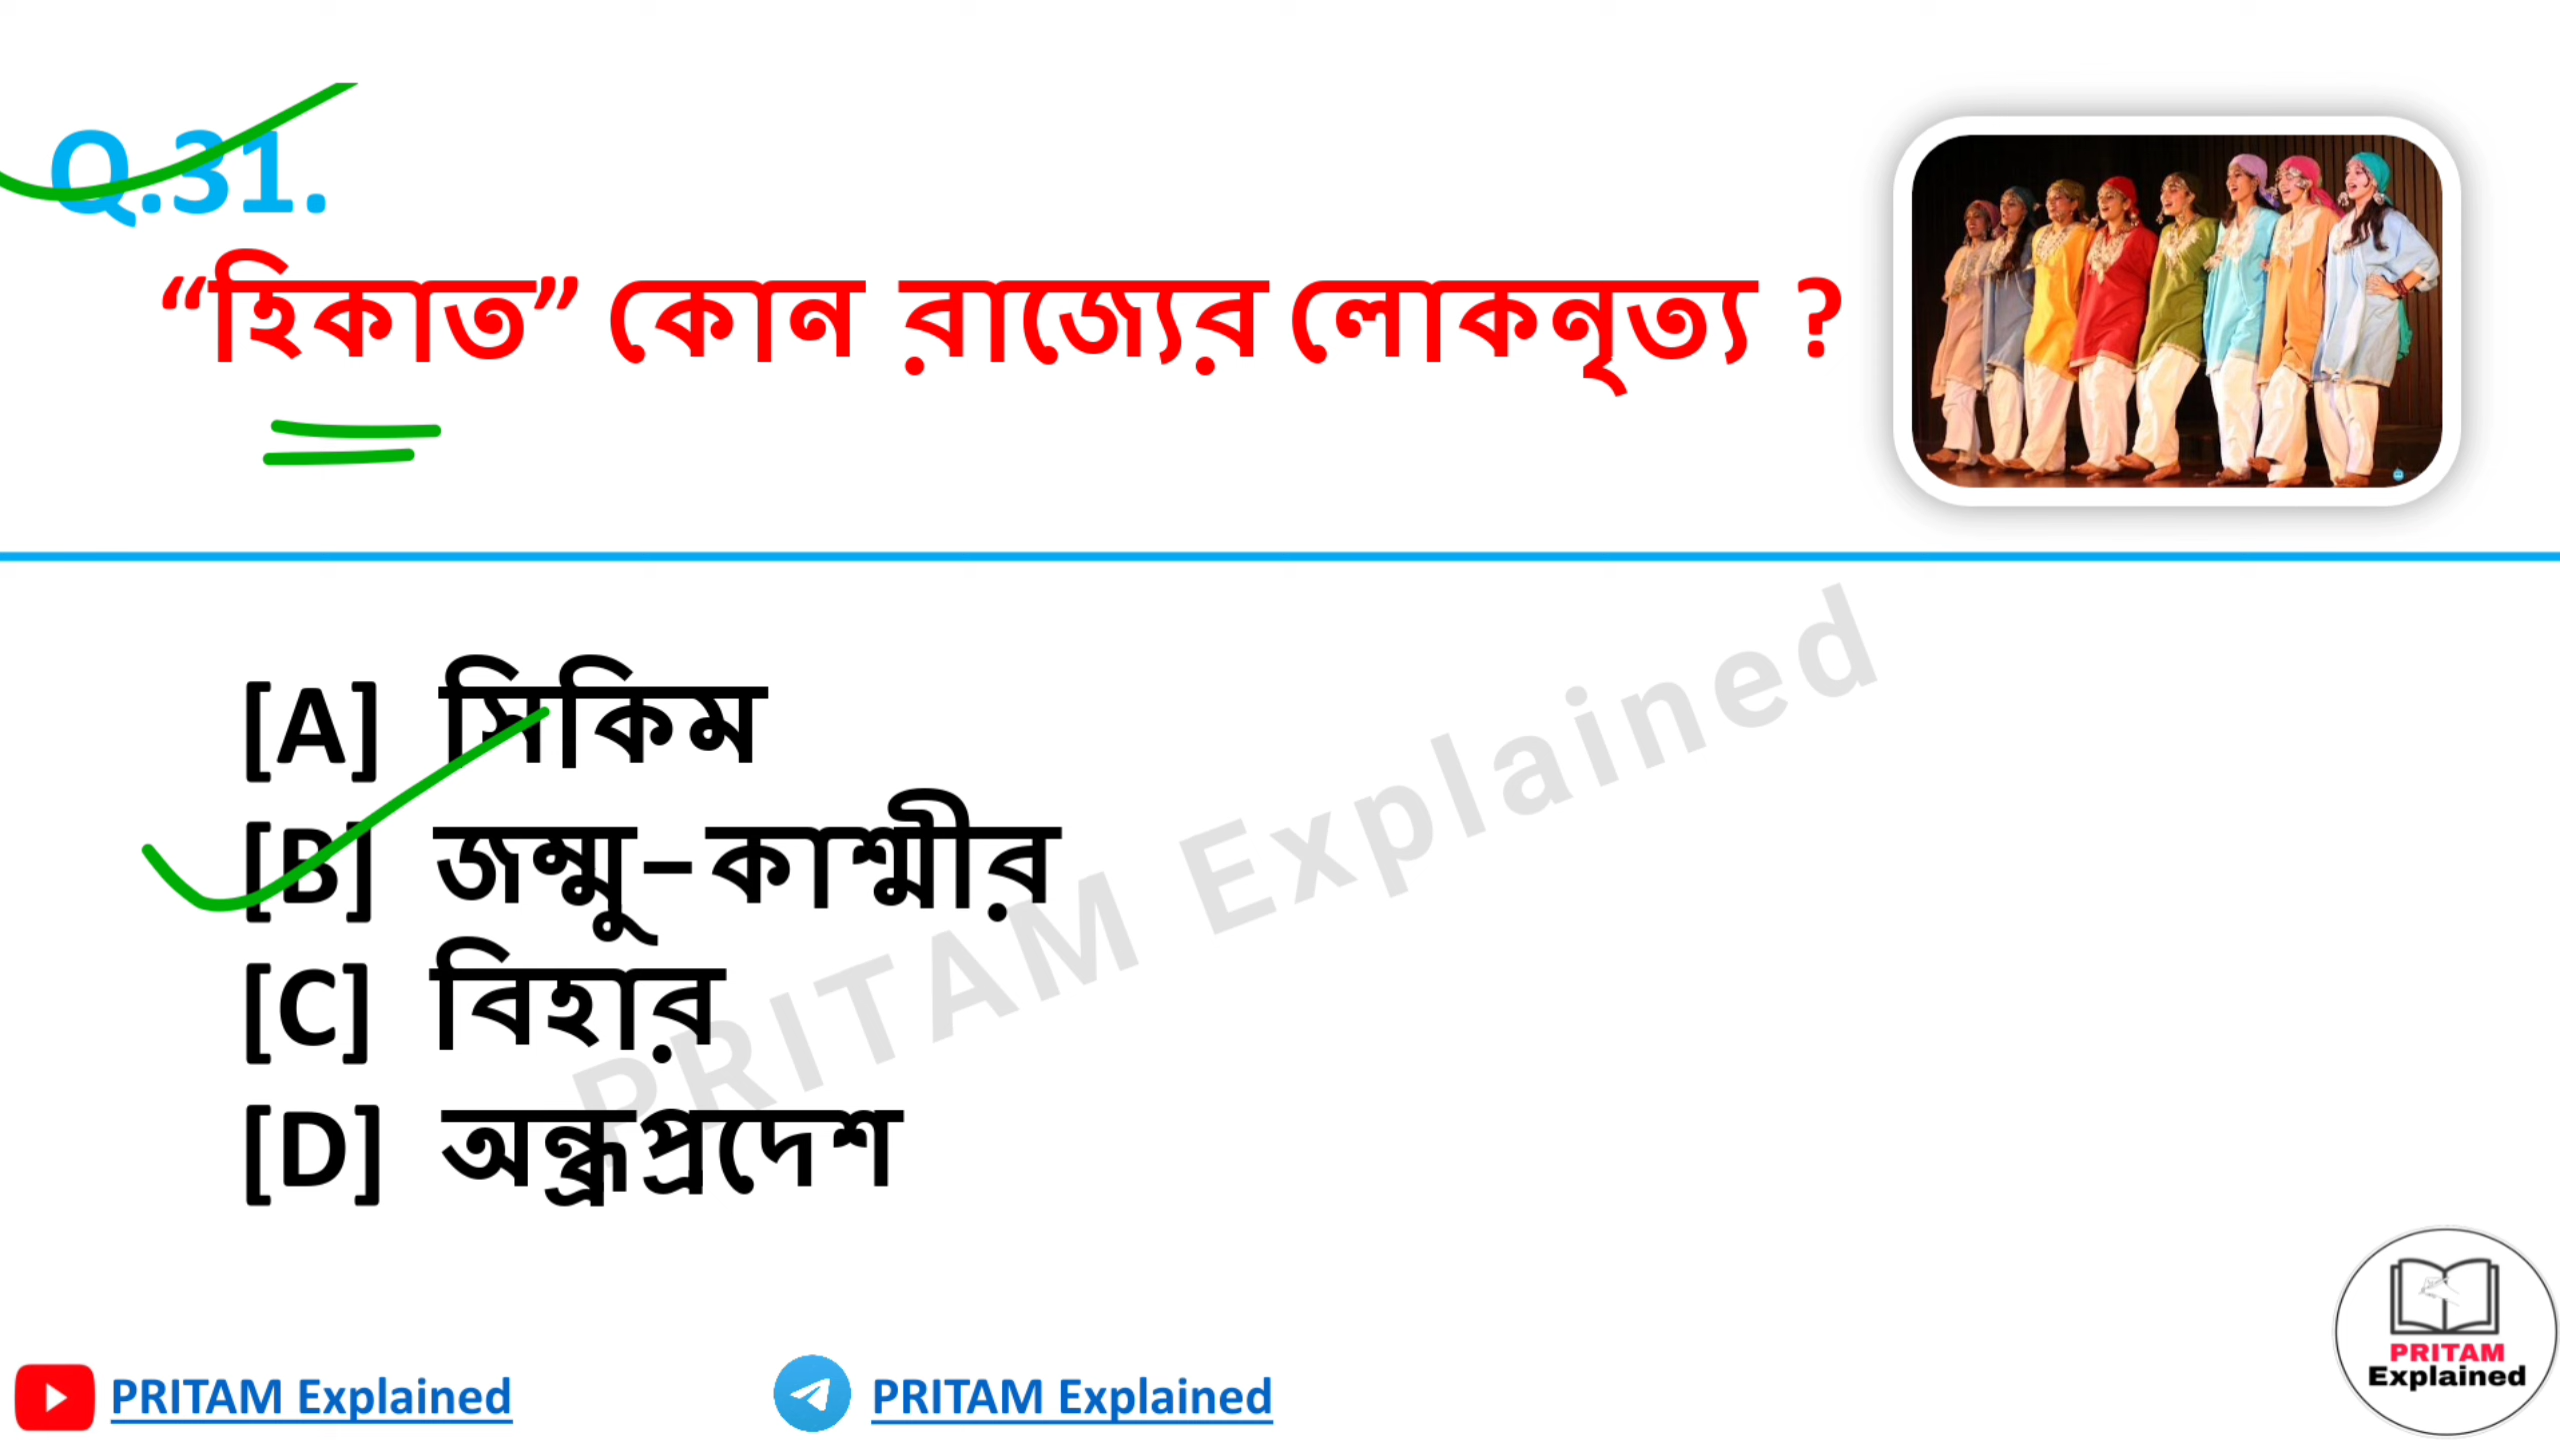 Q.31.
“হিকাত” কোন রাজ্যের লোকনৃত্য ?
[A] সিকিম
[B] জম্মু-কাশ্মীর
[C] বিহার
[D] অন্ধ্রপ্রদেশ
PRITAM Explained
PRITAM Explained
PRITAM Explained
PRITAM
Explained